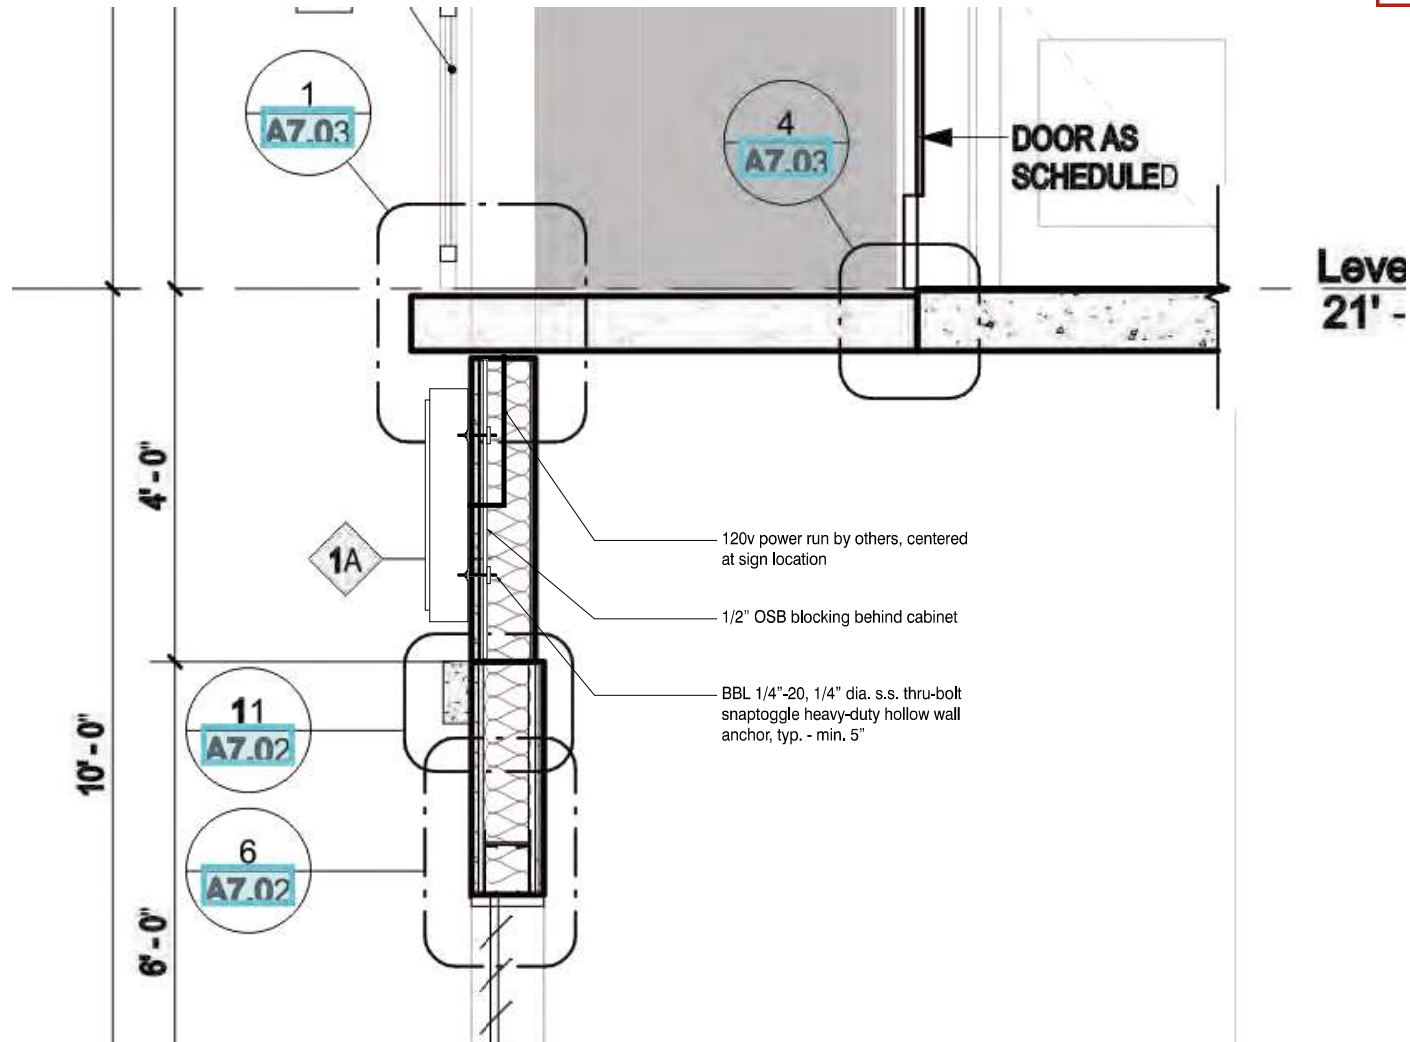 1
A7.03
4
A7.03
DOOR AS
SCHEDULED
Leve
21' -
4' - 0"
1A
120v power run by others, centered
at sign location
1/2” OSB blocking behind cabinet
BBL 1/4”-20, 1/4” dia. s.s. thru-bolt
snaptoggle heavy-duty hollow wall
anchor, typ. - min. 5”
11
A7.02
10' - 0"
6
A7.02
6' - 0"